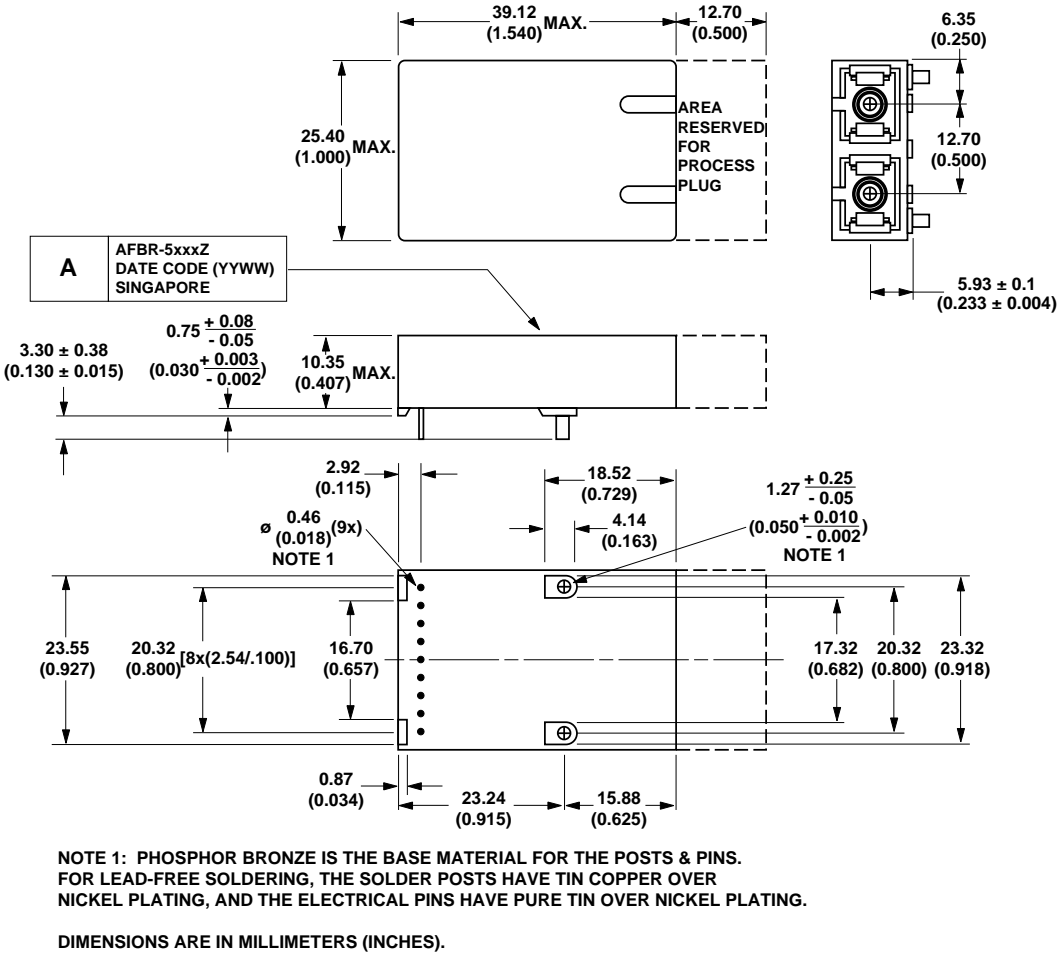 39.12
(1.540)
MAX.
12.70
(0.500)
6.35
(0.250)
25.40
(1.000)
MAX.
AREA
RESERVED
FOR
PROCESS
PLUG
12.70
(0.500)
A
AFBR-5xxxZ
DATE CODE (YYWW)
SINGAPORE
5.93 ± 0.1
(0.233 ± 0.004)
3.30 ± 0.38
(0.130 ± 0.015)
0.75 + 0.08
- 0.05
(0.030 + 0.003
- 0.002)
10.35
(0.407)
MAX.
2.92
(0.115)
18.52
(0.729)
4.14
(0.163)
1.27 + 0.25
- 0.05
(0.050 + 0.010
- 0.002)
NOTE 1
ø 0.46
(0.018) (9x)
NOTE 1
23.55
(0.927)
20.32
(0.800)
[8x(2.54/.100)]
16.70
(0.657)
17.32
(0.682)
20.32
(0.800)
23.32
(0.918)
0.87
(0.034)
23.24
(0.915)
15.88
(0.625)
NOTE 1: PHOSPHOR BRONZE IS THE BASE MATERIAL FOR THE POSTS & PINS.
FOR LEAD-FREE SOLDERING, THE SOLDER POSTS HAVE TIN COPPER OVER
NICKEL PLATING, AND THE ELECTRICAL PINS HAVE PURE TIN OVER NICKEL PLATING.
DIMENSIONS ARE IN MILLIMETERS (INCHES).